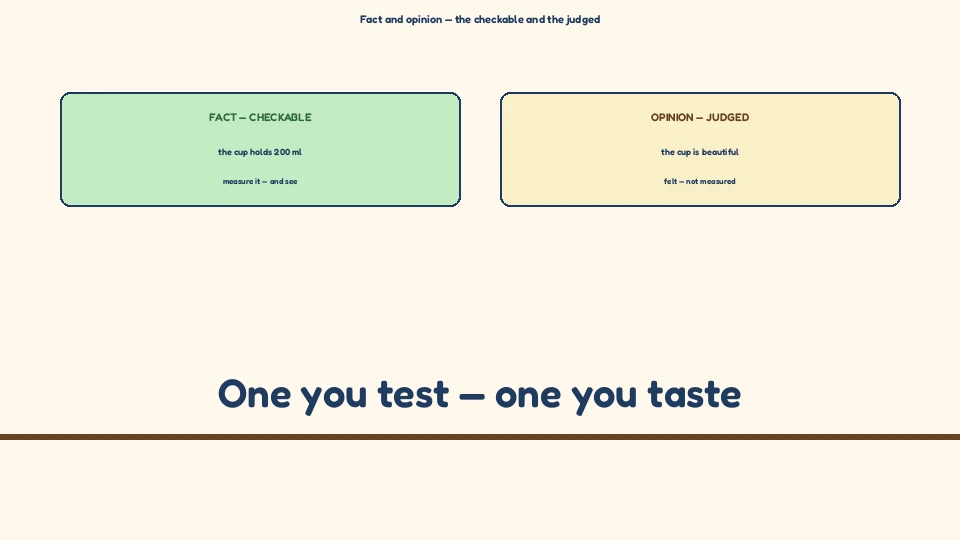 Fact and opinion — the checkable and the judged
FACT — CHECKABLE
the cup holds 200 ml
measure it — and see
OPINION — JUDGED
the cup is beautiful
felt — not measured
One you test — one you taste